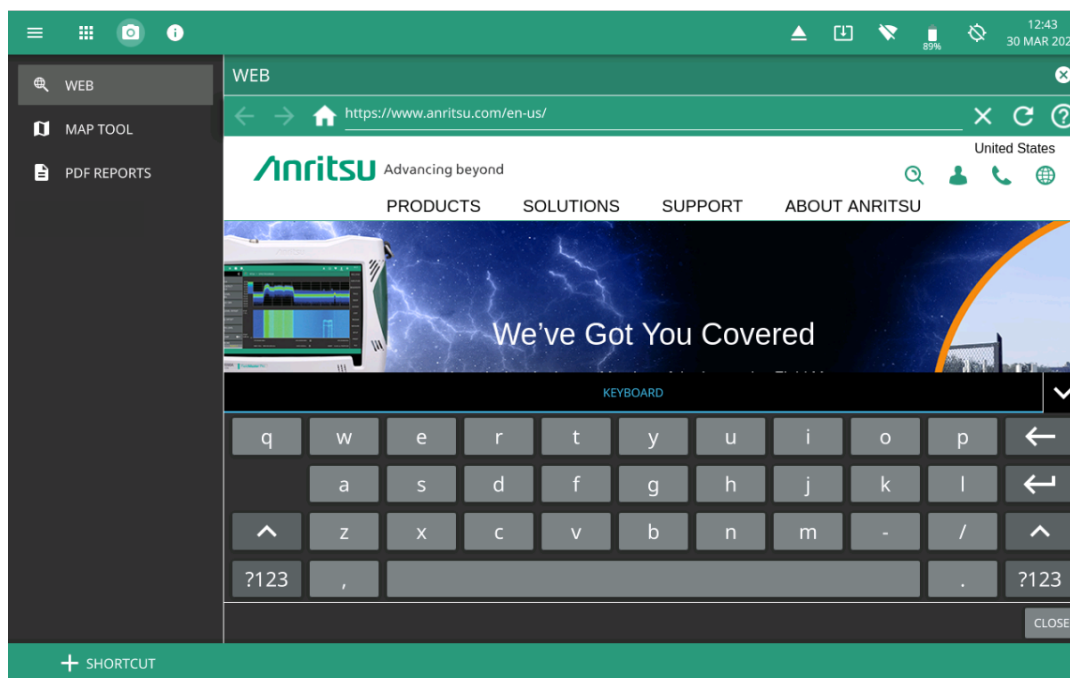 12:43
89%
30 MAR 202
WEB
WEB
MAP TOOL
PDF REPORTS
https://www.anritsu.com/en-us/
United States
Anritsu Advancing beyond
PRODUCTS SOLUTIONS SUPPORT ABOUT ANRITSU
We've Got You Covered
KEYBOARD
q w e r t y u i o p
a s d f g h j k l
z x c v b n m - /
?123 , . ?123
CLOSE
SHORTCUT